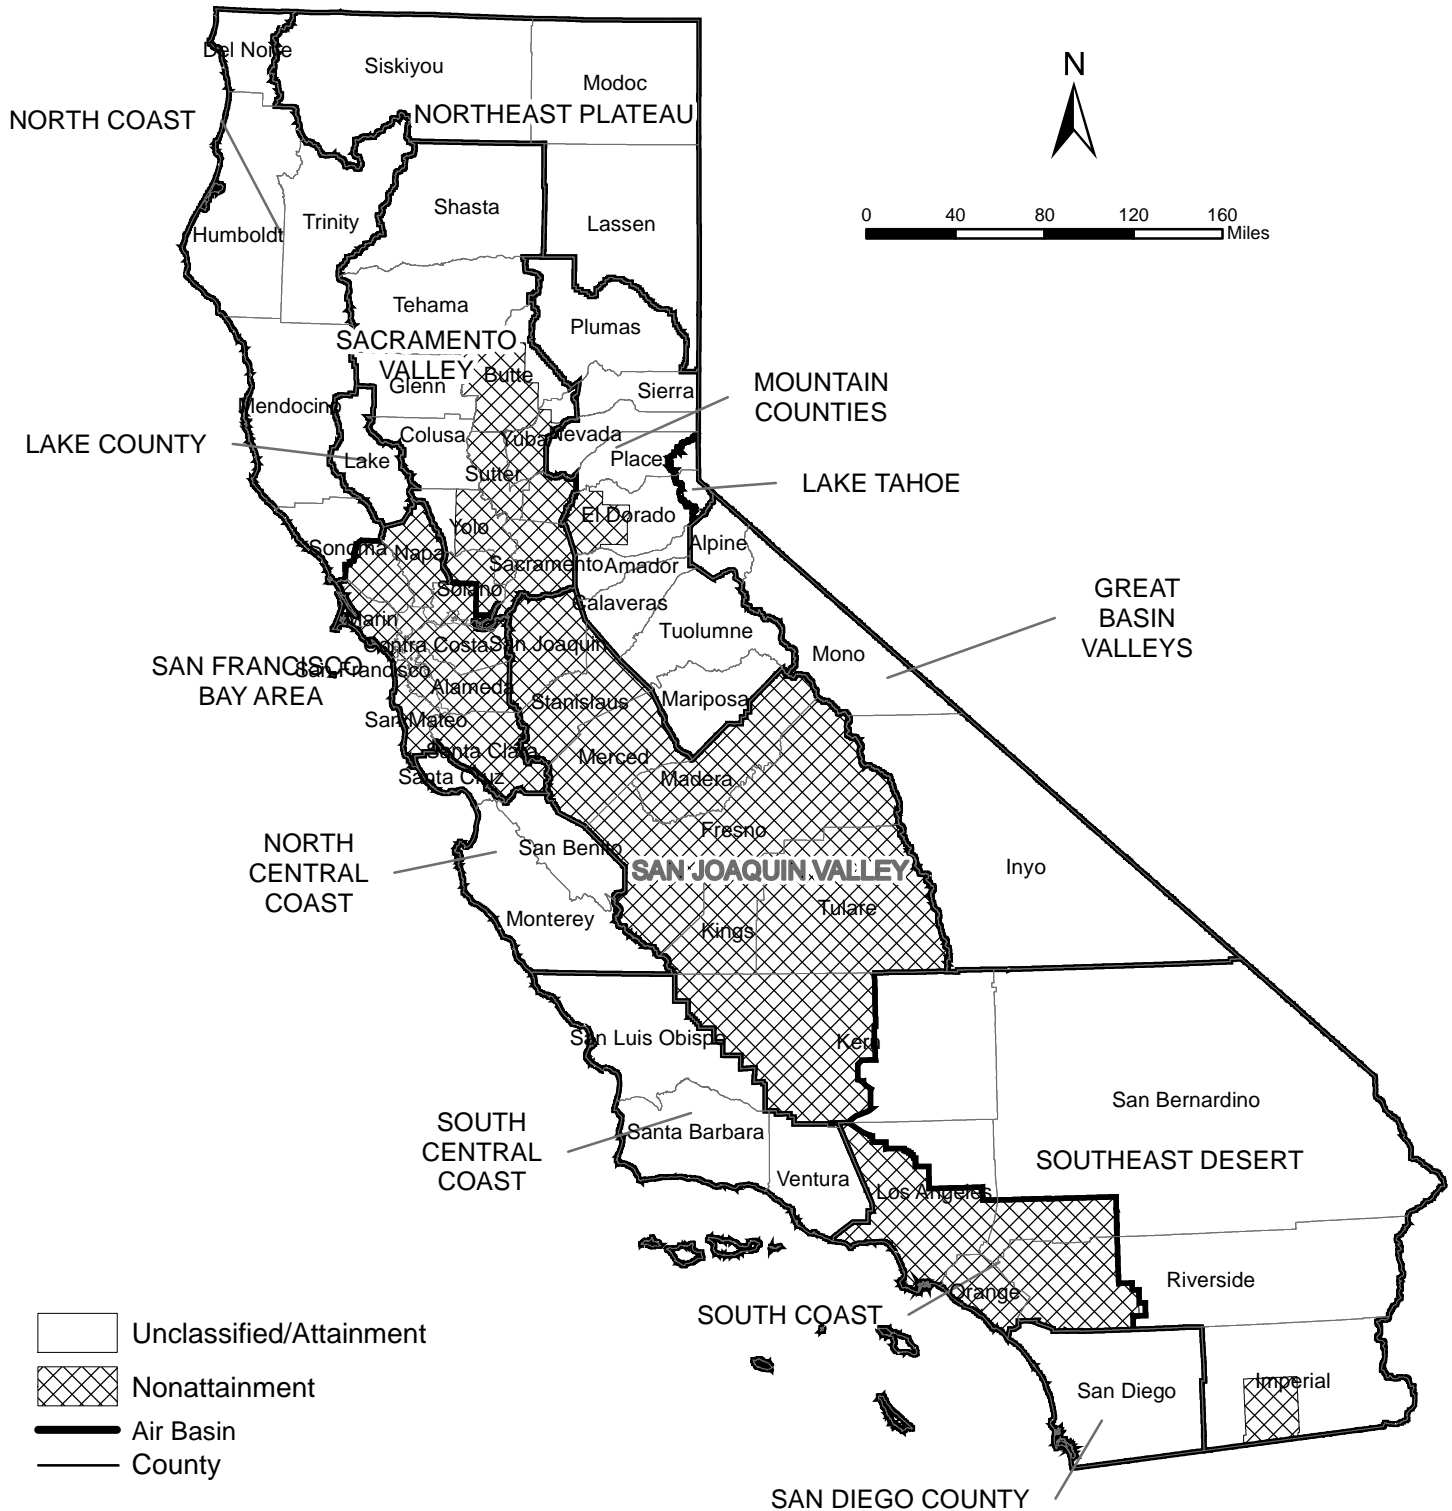 Del Norte
Siskiyou
Modoc
N
NORTH COAST
NORTHEAST PLATEAU
Shasta
Trinity
Humboldt
Lassen
0 40 80 120 160
Miles
Tehama
Plumas
SACRAMENTO
VALLEY
Butte
Glenn
Sierra
MOUNTAIN
COUNTIES
Mendocino
Colusa
Yuba
Nevada
LAKE COUNTY
Lake
Placer
Sutter
LAKE TAHOE
Yolo
El Dorado
Alpine
Sonoma
Napa
Sacramento
Amador
Solano
Calaveras
GREAT
BASIN
VALLEYS
Marin
Tuolumne
Contra Costa
San Joaquin
Mono
SAN FRANCISCO
BAY AREA
San Francisco
Alameda
Stanislaus
Mariposa
San Mateo
Santa Clara
Merced
Santa Cruz
Madera
Fresno
NORTH
CENTRAL
COAST
San Benito
SAN JOAQUIN VALLEY
Inyo
Tulare
Monterey
Kings
San Luis Obispo
Kern
San Bernardino
SOUTH
CENTRAL
COAST
Santa Barbara
SOUTHEAST DESERT
Ventura
Los Angeles
Riverside
Orange
SOUTH COAST
Unclassified/Attainment
Nonattainment
Air Basin
County
San Diego
Imperial
SAN DIEGO COUNTY